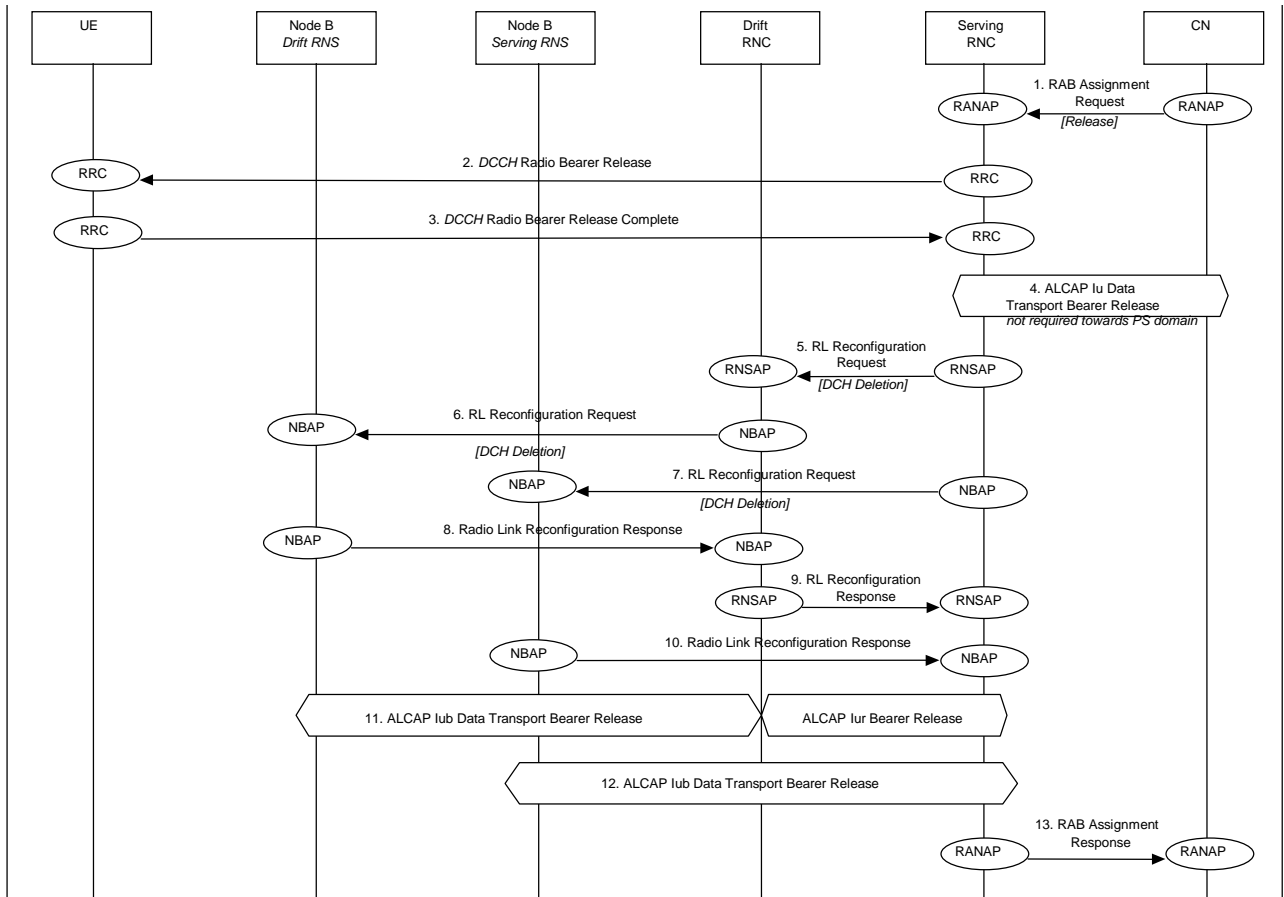 UE
Node B
Drift RNS
Node B
Serving RNS
Drift
RNC
Serving
RNC
CN
1. RAB Assignment
Request
[Release]
RANAP
RANAP
2. DCCH Radio Bearer Release
RRC
RRC
3. DCCH Radio Bearer Release Complete
RRC
RRC
4. ALCAP Iu Data
Transport Bearer Release
not required towards PS domain
5. RL Reconfiguration
Request
[DCH Deletion]
RNSAP
RNSAP
6. RL Reconfiguration Request
[DCH Deletion]
NBAP
NBAP
7. RL Reconfiguration Request
[DCH Deletion]
NBAP
NBAP
8. Radio Link Reconfiguration Response
NBAP
NBAP
9. RL Reconfiguration
Response
RNSAP
RNSAP
10. Radio Link Reconfiguration Response
NBAP
NBAP
11. ALCAP Iub Data Transport Bearer Release
ALCAP Iur Bearer Release
12. ALCAP Iub Data Transport Bearer Release
13. RAB Assignment
Response
RANAP
RANAP